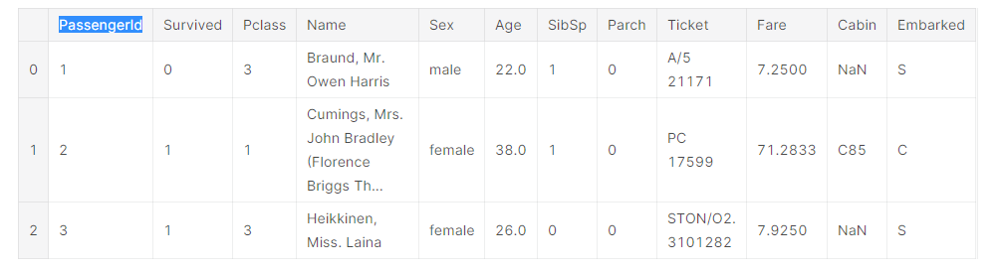 PassengerId Survived Pclass Name Sex Age SibSp Parch Ticket Fare Cabin Embarked
0 1 0 3 Braund, Mr. Owen Harris male 22.0 1 0 A/5 21171 7.2500 NaN S
1 2 1 1 Cumings, Mrs. John Bradley (Florence Briggs Th... female 38.0 1 0 PC 17599 71.2833 C85 C
2 3 1 3 Heikkinen, Miss. Laina female 26.0 0 0 STON/O2. 3101282 7.9250 NaN S